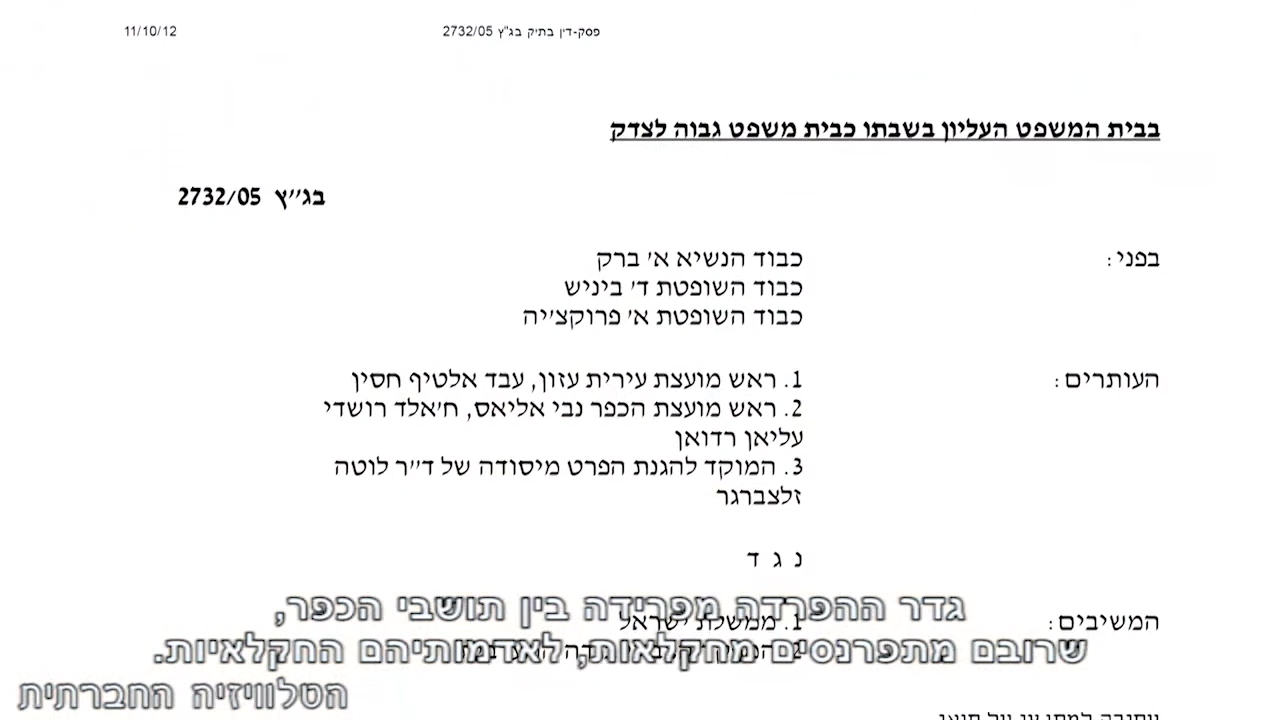 פסק-דין בתיק בג"ץ 2732/05 11/10/12
בבית המשפט העליון בשבתו כבית משפט גבוה לצדק
בג"ץ 2732/05
בפני: כבוד הנשיא א' ברק
כבוד השופטת ד' ביניש
כבוד השופטת א' פרוקצ'יה
העותרים: 1. ראש מועצת עירית עזון, עבד אלטיף חסין
2. ראש מועצת הכפר נבי אליאס, ח'אלד רושדי
עליאן רדואן
3. המוקד להגנת הפרט מיסודה של ד"ר לוטה
זלצברגר
נ ג ד
המשיבים: 1. ממשלת ישראל
גדר ההפרדה מפרידה בין תושבי הכפר,
שרובם מתפרנסים מחקלאות, לאדמותיהם החקלאיות.
הטלוויזיה החברתית